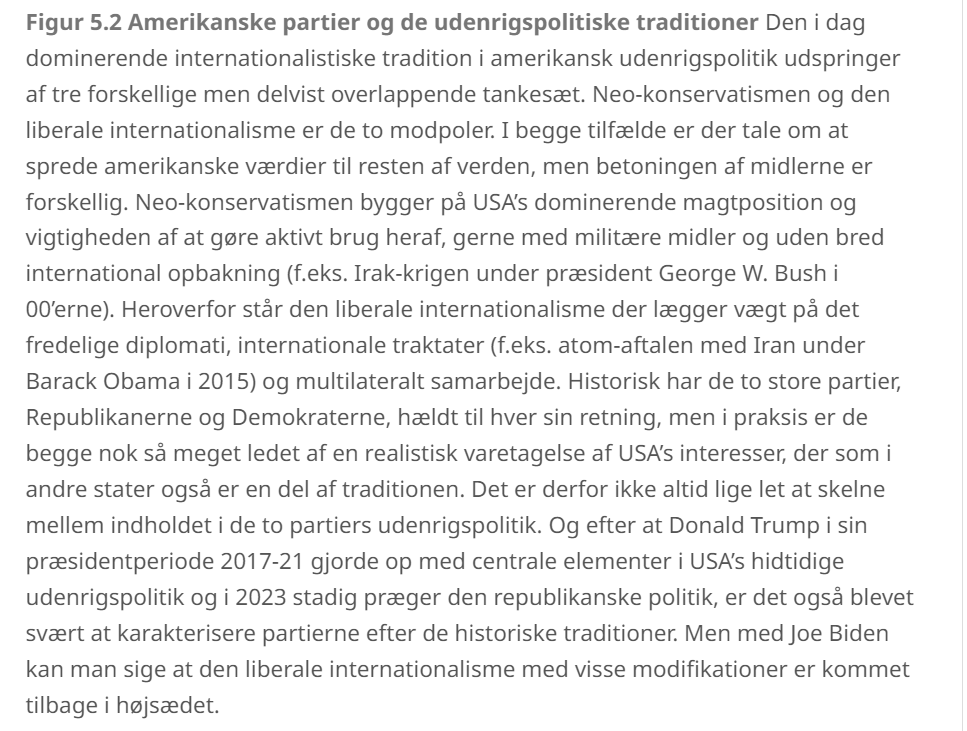 Figur 5.2 Amerikanske partier og de udenrigspolitiske traditioner Den i dag
dominerende internationalistiske tradition i amerikansk udenrigspolitik udspringer
af tre forskellige men delvist overlappende tankesæt. Neo-konservatismen og den
liberale internationalisme er de to modpoler. I begge tilfælde er der tale om at
sprede amerikanske værdier til resten af verden, men betoningen af midlerne er
forskellig. Neo-konservatismen bygger på USA’s dominerende magtposition og
vigtigheden af at gøre aktivt brug heraf, gerne med militære midler og uden bred
international opbakning (f.eks. Irak-krigen under præsident George W. Bush i
00’erne). Heroverfor står den liberale internationalisme der lægger vægt på det
fredelige diplomati, internationale traktater (f.eks. atom-aftalen med Iran under
Barack Obama i 2015) og multilateralt samarbejde. Historisk har de to store partier,
Republikanerne og Demokraterne, hældt til hver sin retning, men i praksis er de
begge nok så meget ledet af en realistisk varetagelse af USA’s interesser, der som i
andre stater også er en del af traditionen. Det er derfor ikke altid lige let at skelne
mellem indholdet i de to partiers udenrigspolitik. Og efter at Donald Trump i sin
præsidentperiode 2017-21 gjorde op med centrale elementer i USA’s hidtidige
udenrigspolitik og i 2023 stadig præger den republikanske politik, er det også blevet
svært at karakterisere partierne efter de historiske traditioner. Men med Joe Biden
kan man sige at den liberale internationalisme med visse modifikationer er kommet
tilbage i højsædet.